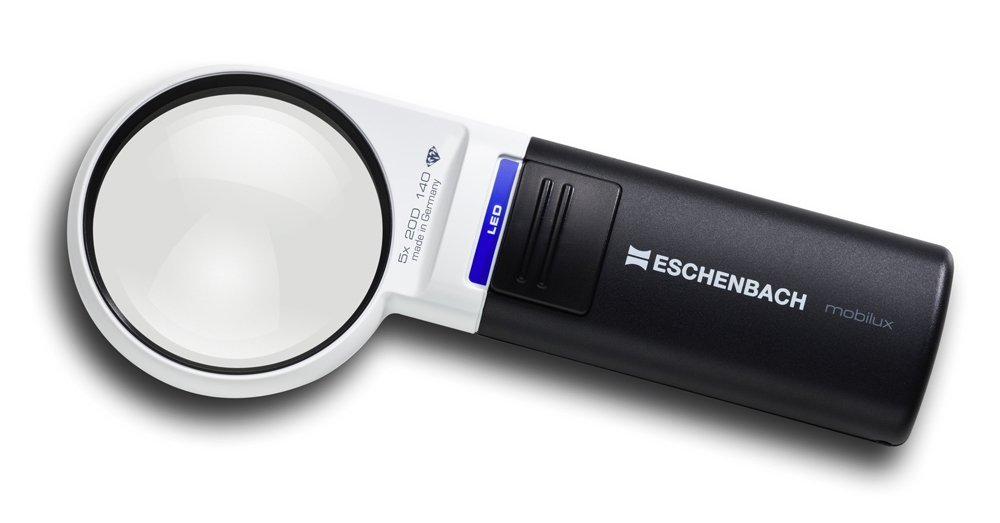 5x 20D 140
made in Germany
LED
ESCHENBACH
mobilux